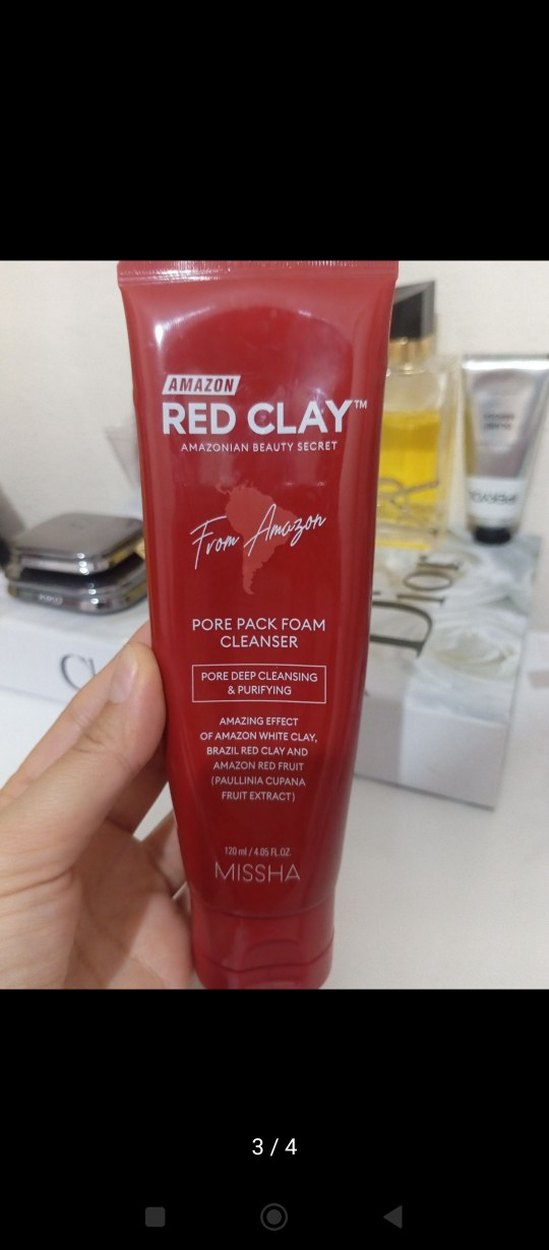 AMAZON
RED CLAY™
AMAZONIAN BEAUTY SECRET
From Amazon
PORE PACK FOAM
CLEANSER
PORE DEEP CLEANSING
& PURIFYING
AMAZING EFFECT
OF AMAZON WHITE CLAY,
BRAZIL RED CLAY AND
AMAZON RED FRUIT
(PAULLINIA CUPANA
FRUIT EXTRACT)
120 ml / 4.05 FL.OZ.
MISSHA
KIKO
Dior
3 / 4